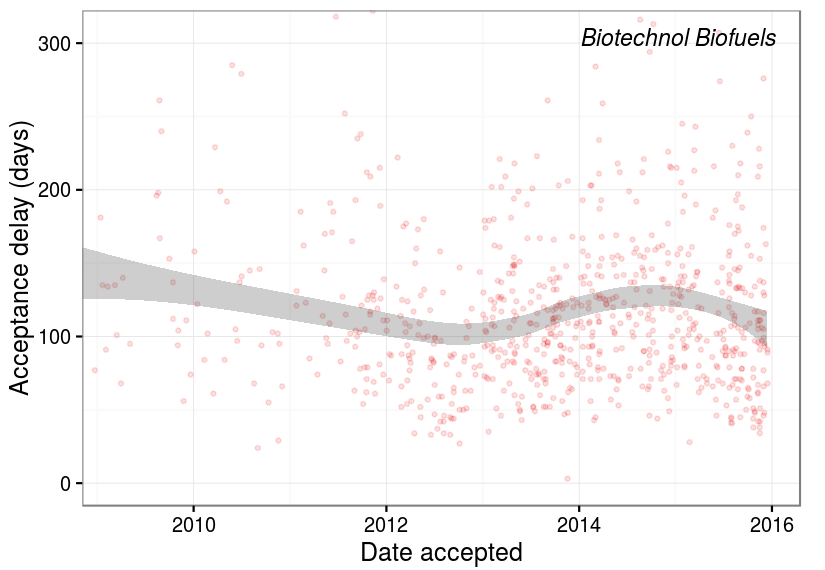 Biotechnol Biofuels
300
200
100
0
Acceptance delay (days)
2010 2012 2014 2016
Date accepted